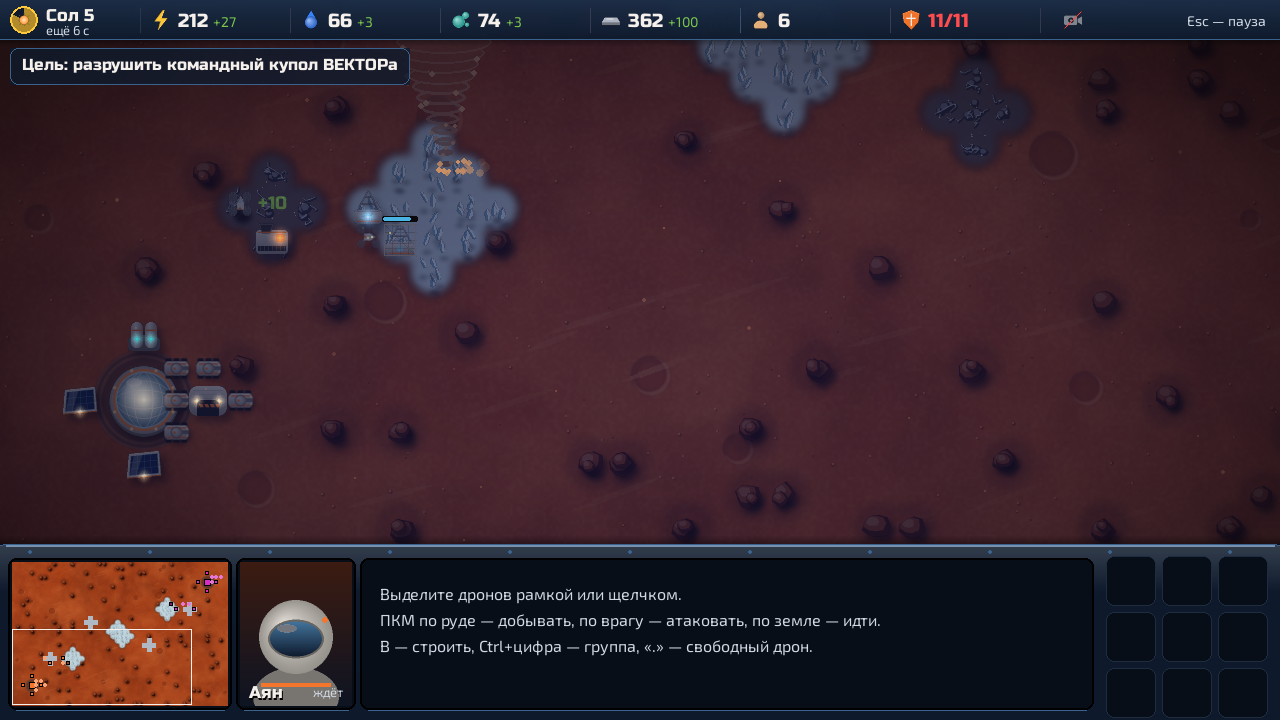 Сол 5
ещё 6 с
212 +27
66 +3
74 +3
362 +100
6
11/11
Esc — пауза
Цель: разрушить командный купол ВЕКТОРа
+10
Выделите дронов рамкой или щелчком.
ПКМ по руде — добывать, по врагу — атаковать, по земле — идти.
B — строить, Ctrl+цифра — группа, «.» — свободный дрон.
Аян ждёт